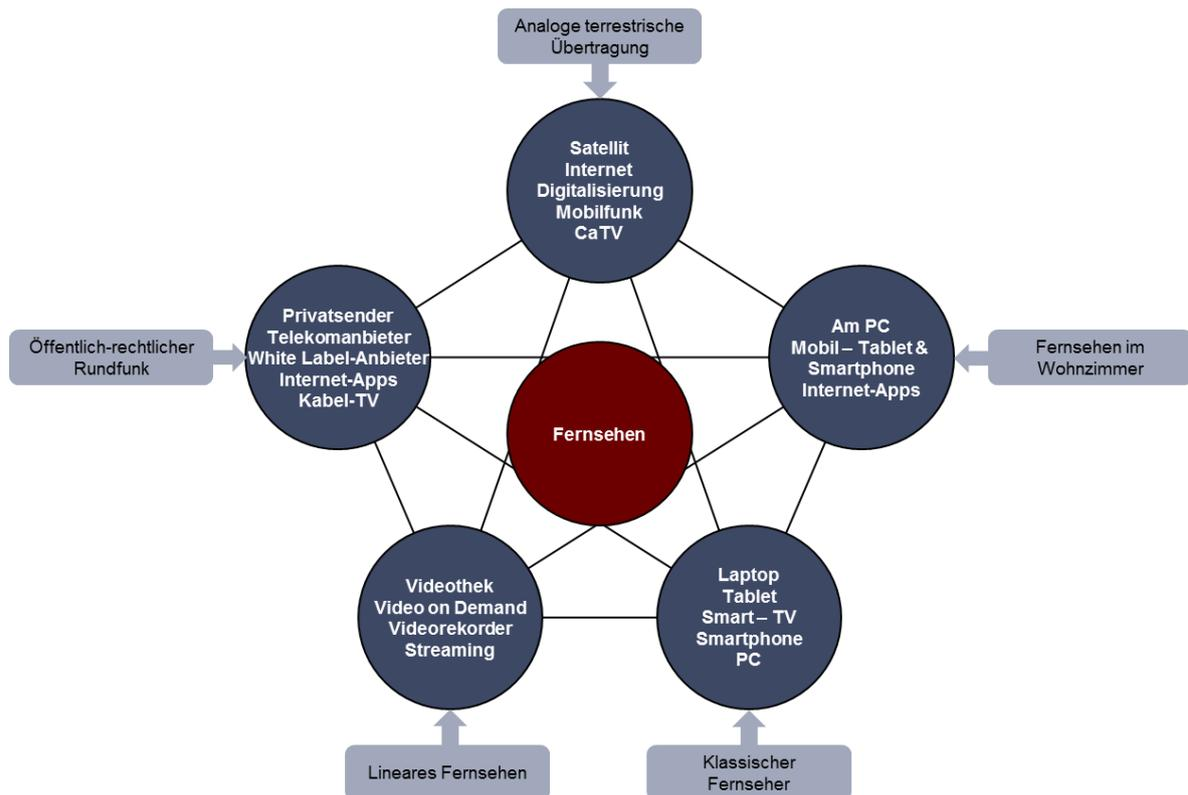 Analoge terrestrische
Übertragung
Satellit
Internet
Digitalisierung
Mobilfunk
CaTV
Öffentlich-rechtlicher
Rundfunk
Privatsender
Telekomanbieter
White Label-Anbieter
Internet-Apps
Kabel-TV
Am PC
Mobil – Tablet &
Smartphone
Internet-Apps
Fernsehen im
Wohnzimmer
Fernsehen
Videothek
Video on Demand
Videorekorder
Streaming
Laptop
Tablet
Smart – TV
Smartphone
PC
Lineares Fernsehen
Klassischer
Fernseher